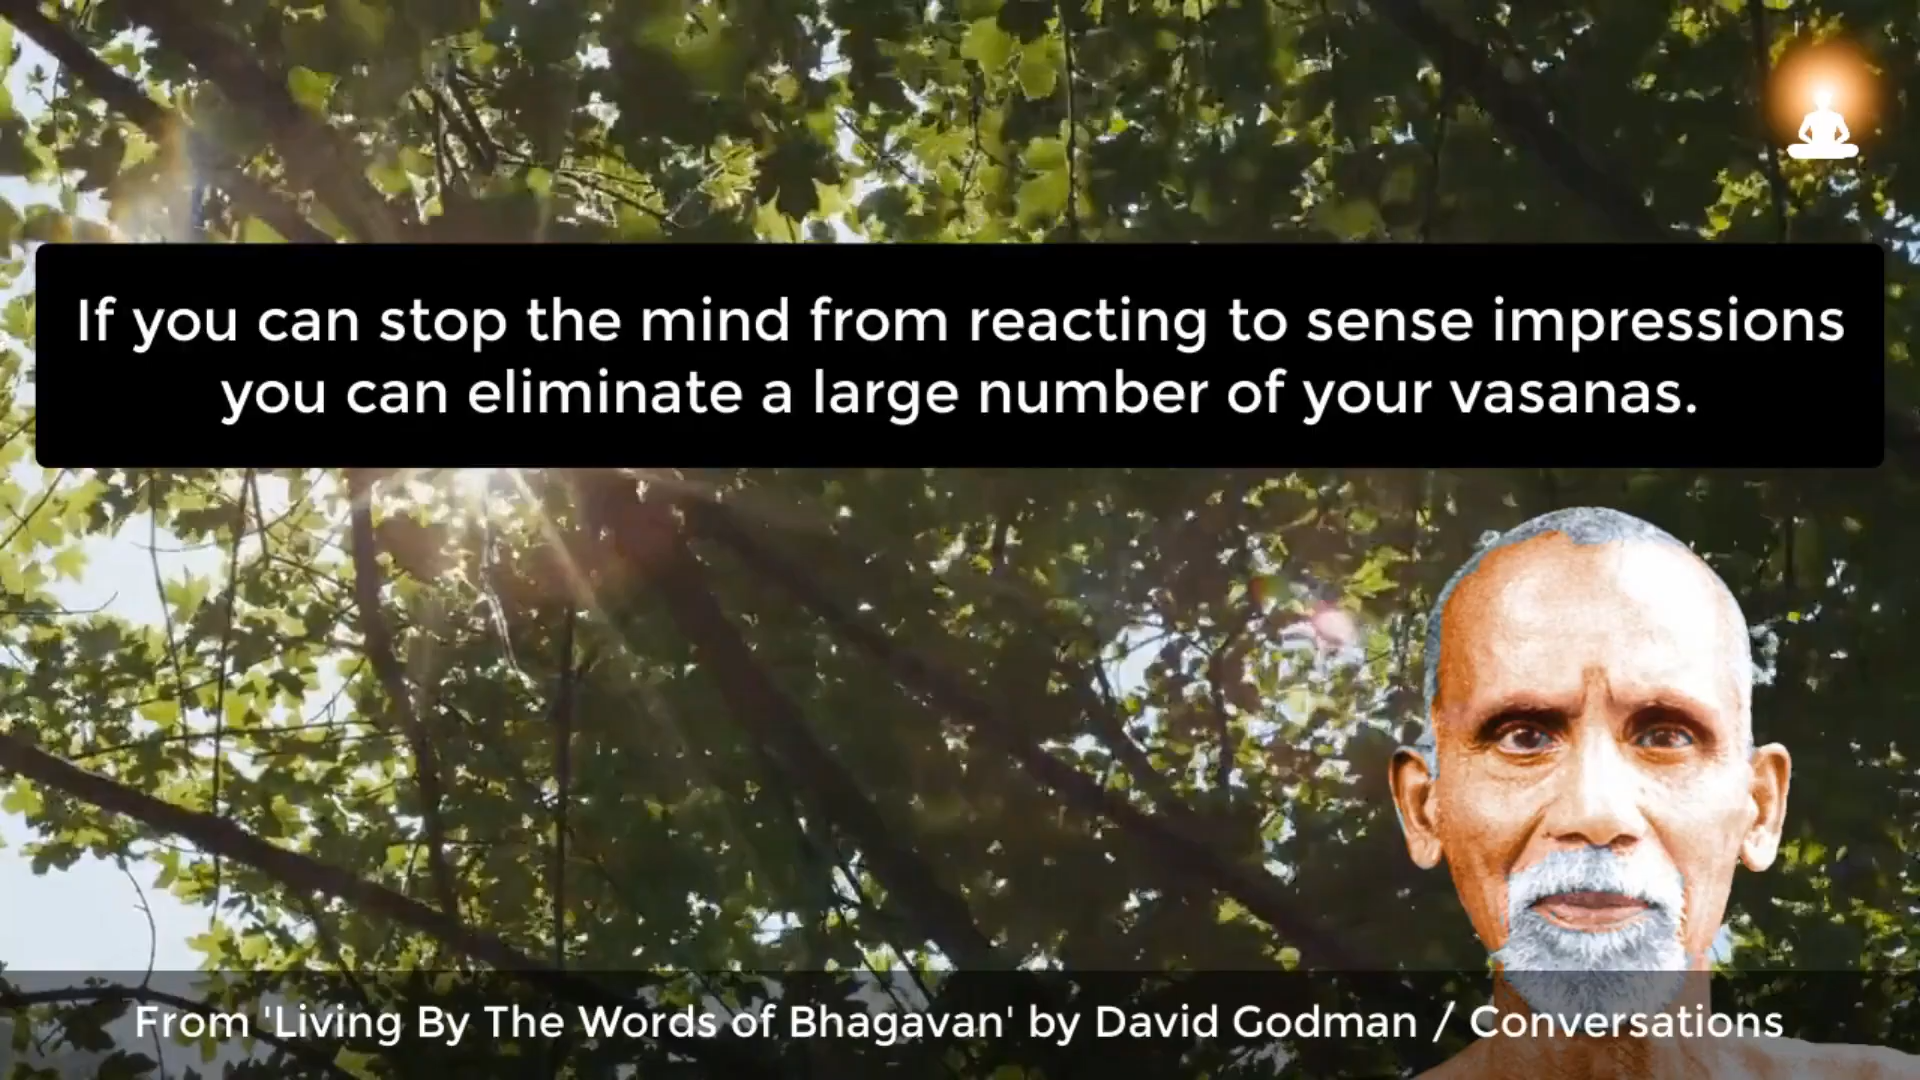 If you can stop the mind from reacting to sense impressions
you can eliminate a large number of your vasanas.
From 'Living By The Words of Bhagavan' by David Godman / Conversations